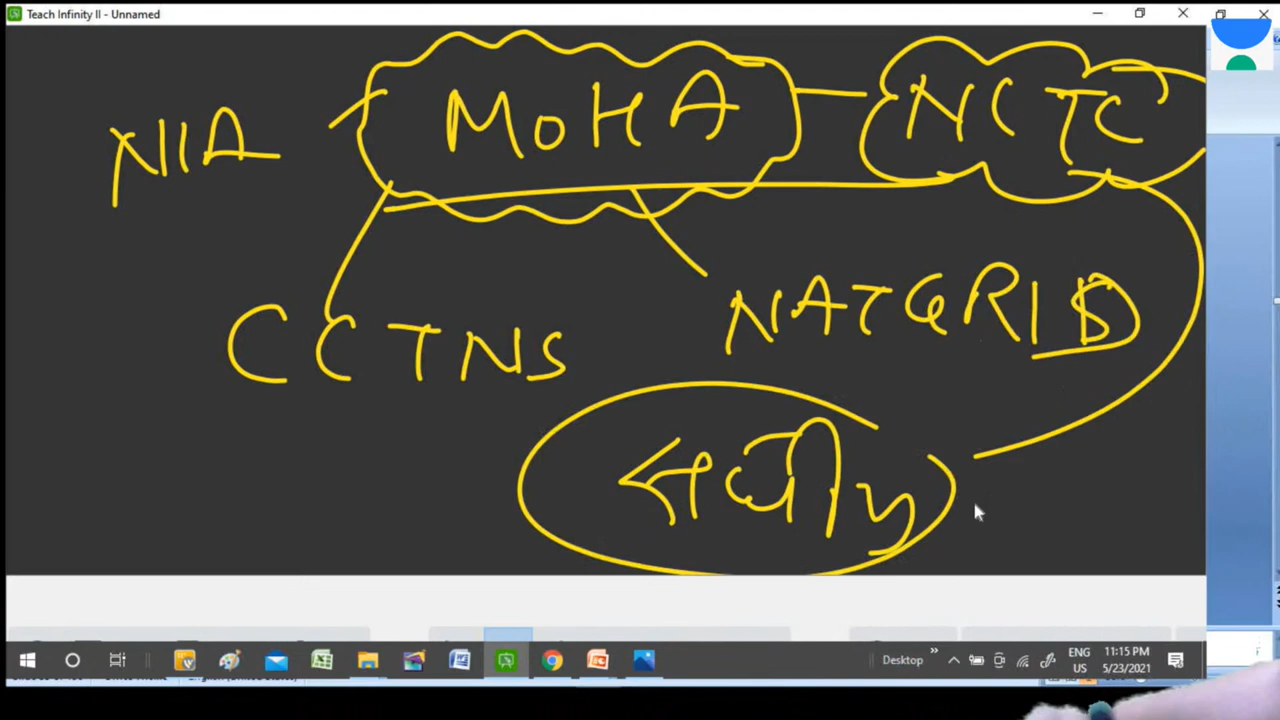 Teach Infinity II - Unnamed
NIA MoHA NCTC
CCTNS NATGRID
Desktop
ENG
US
11:15 PM
5/23/2021